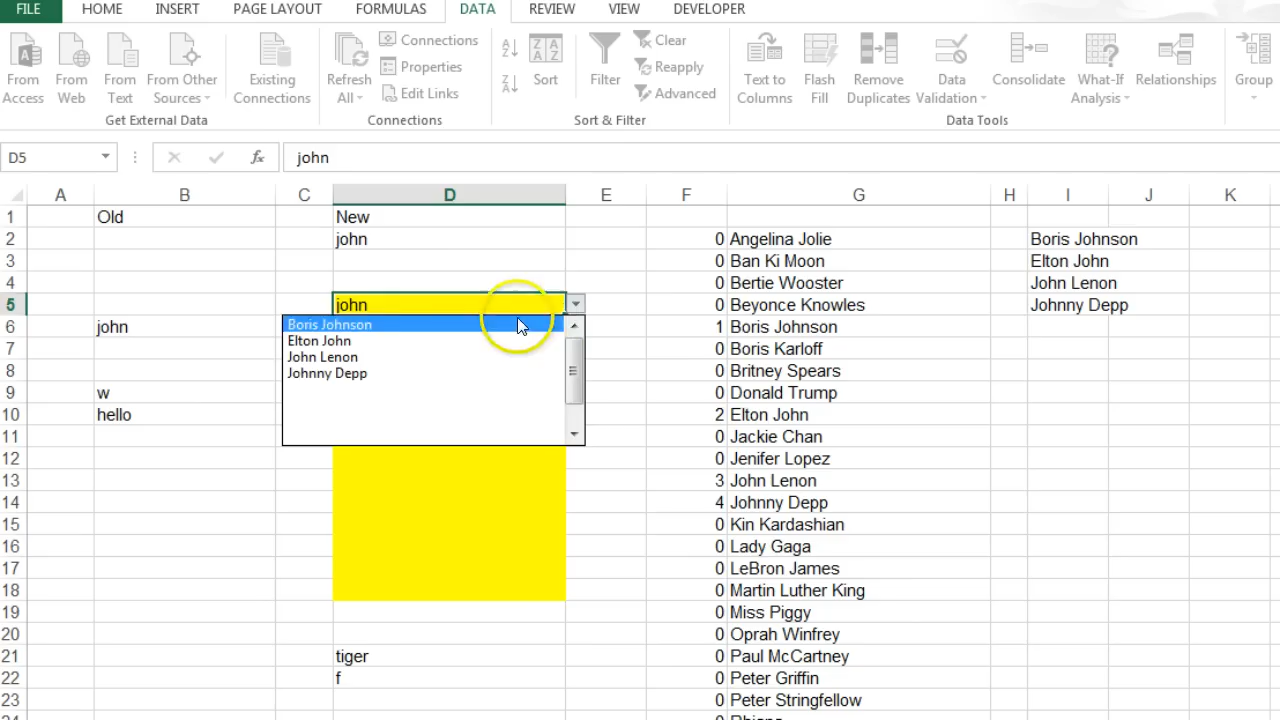 FILE HOME INSERT PAGE LAYOUT FORMULAS DATA REVIEW VIEW DEVELOPER
From Access
From Web
From Text
From Other Sources
Existing Connections
Get External Data
Refresh All
Connections
Properties
Edit Links
Connections
Sort
Filter
Clear
Reapply
Advanced
Sort & Filter
Text to Columns
Flash Fill
Remove Duplicates
Data Validation
Consolidate
What-If Analysis
Relationships
Data Tools
Group
D5 fx john
A B C D E F G H I J K
1 Old New
2 john 0 Angelina Jolie Boris Johnson
3 0 Ban Ki Moon Elton John
4 0 Bertie Wooster John Lenon
5 john 0 Beyonce Knowles Johnny Depp
Boris Johnson
Elton John
John Lenon
Johnny Depp
6 john 1 Boris Johnson
7 0 Boris Karloff
8 0 Britney Spears
9 w 0 Donald Trump
10 hello 2 Elton John
11 0 Jackie Chan
12 0 Jenifer Lopez
13 3 John Lenon
14 4 Johnny Depp
15 0 Kin Kardashian
16 0 Lady Gaga
17 0 LeBron James
18 0 Martin Luther King
19 0 Miss Piggy
20 0 Oprah Winfrey
21 tiger 0 Paul McCartney
22 f 0 Peter Griffin
23 0 Peter Stringfellow